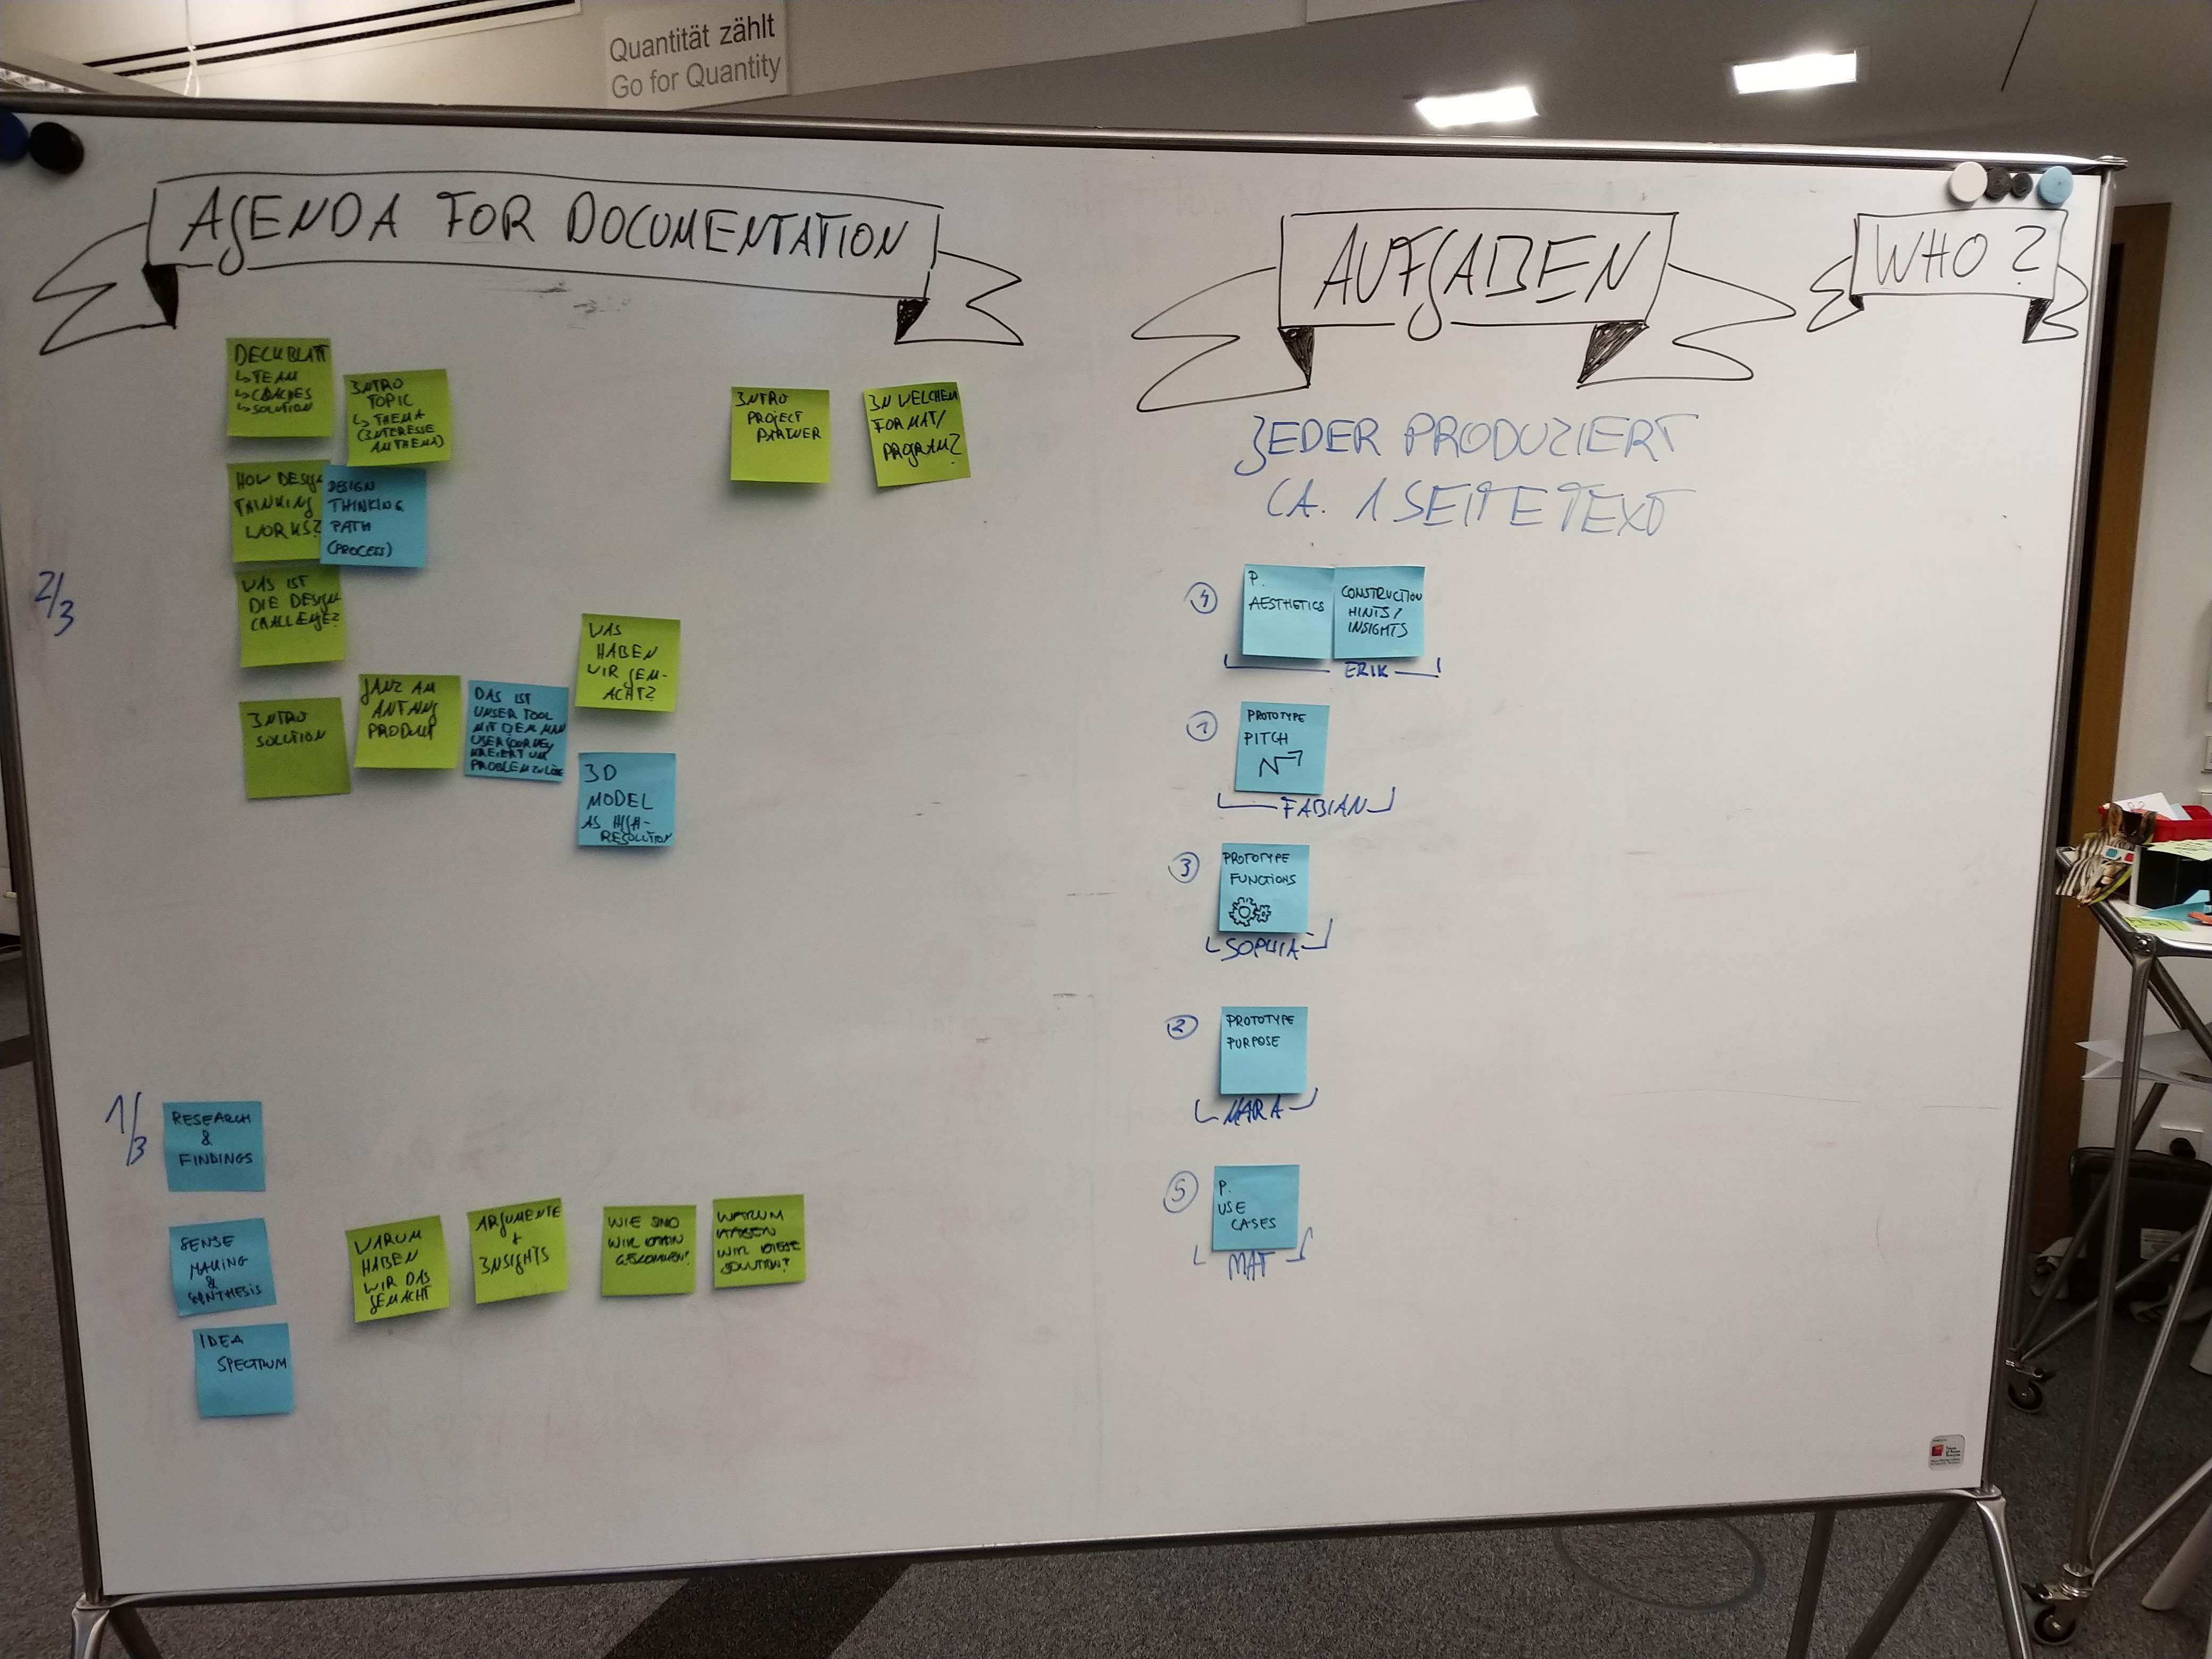 Quantität zählt
Go for Quantity
AGENDA FOR DOCUMENTATION
DECKBLATT
↳ TEAM
↳ COACHES
↳ SOLUTION
INTRO
TOPIC
↳ THEMA
(INTERESSE
AM THEMA)
INTRO
PROJECT
PARTNER
IN WELCHEM
FORMAT/
PROGRAM?
HOW DESIGN
THINKING
WORKS?
DESIGN
THINKING
PATH
(PROCESS)
2/3
WAS IST
DIE DESIGN
CHALLENGE?
WAS
HABEN
WIR GEM-
ACHT?
INTRO
SOLUTION
GANZ AM
ANFANG
PRODUKT
DAS IST
UNSER TOOL
MIT DEM MAN
USER JOURNEY
KREIERT UM
PROBLEM ZU LÖSE
3D
MODEL
AS HIGH-
RESOLUTION
1/3
RESEARCH
&
FINDINGS
SENSE
MAKING
&
SYNTHESIS
WARUM
HABEN
WIR DAS
GEMACHT
ARGUMENTE
+
INSIGHTS
WIE SIND
WIR DAHIN
GEKOMMEN?
WARUM
HABEN
WIR DIESE
SOLUTION?
IDEA
SPECTRUM
AUFGABEN
JEDER PRODUZIERT
CA. 1 SEITE TEXT
4
P.
AESTHETICS
CONSTRUCTION
HINTS/
INSIGHTS
ERIK
1
PROTOTYPE
PITCH
FABIAN
3
PROTOTYPE
FUNCTIONS
SOPHIA
2
PROTOTYPE
PURPOSE
MARA
5
P.
USE
CASES
MAT
WHO?